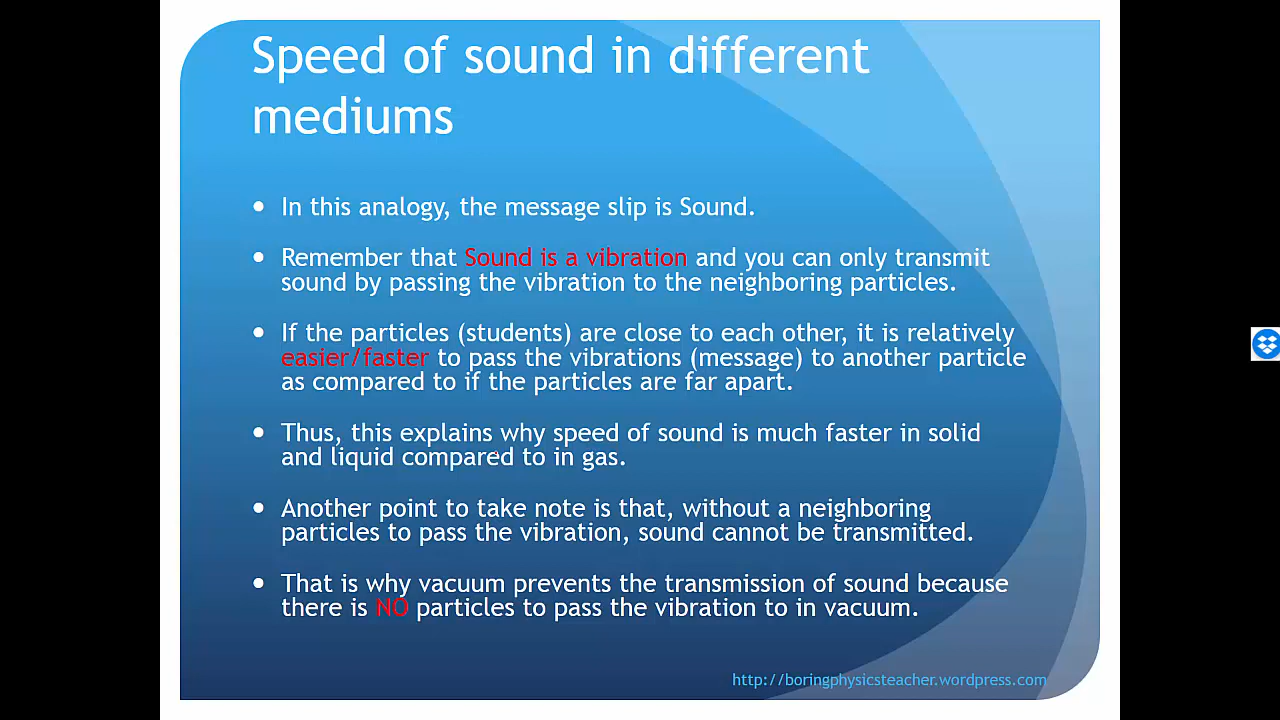 Speed of sound in different
mediums
• In this analogy, the message slip is Sound.
• Remember that Sound is a vibration and you can only transmit
sound by passing the vibration to the neighboring particles.
• If the particles (students) are close to each other, it is relatively
easier/faster to pass the vibrations (message) to another particle
as compared to if the particles are far apart.
• Thus, this explains why speed of sound is much faster in solid
and liquid compared to in gas.
• Another point to take note is that, without a neighboring
particles to pass the vibration, sound cannot be transmitted.
• That is why vacuum prevents the transmission of sound because
there is NO particles to pass the vibration to in vacuum.
http://boringphysicsteacher.wordpress.com